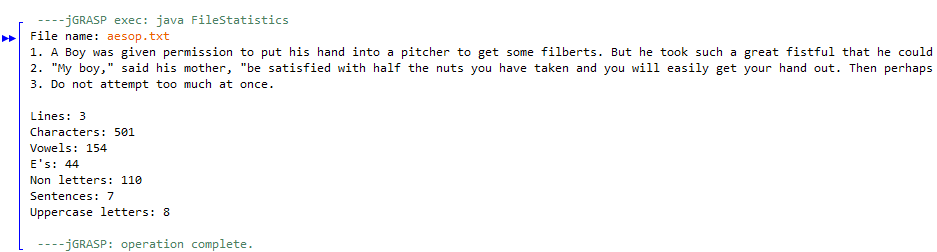 ----jGRASP exec: java FileStatistics
File name: aesop.txt
1. A Boy was given permission to put his hand into a pitcher to get some filberts. But he took such a great fistful that he could
2. "My boy," said his mother, "be satisfied with half the nuts you have taken and you will easily get your hand out. Then perhaps
3. Do not attempt too much at once.
Lines: 3
Characters: 501
Vowels: 154
E's: 44
Non letters: 110
Sentences: 7
Uppercase letters: 8
----jGRASP: operation complete.